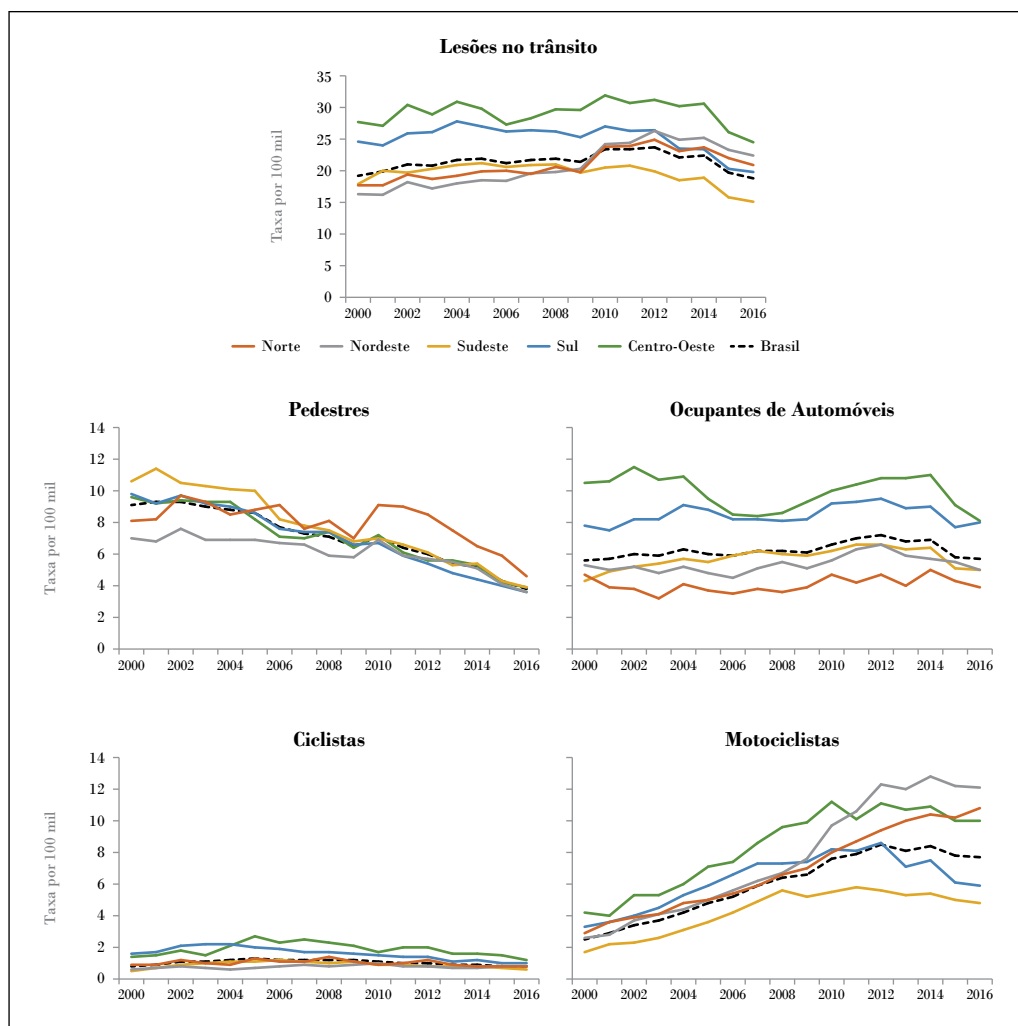 Lesões no trânsito
Taxa por 100 mil
35
30
25
20
15
10
5
0
2000 2002 2004 2006 2008 2010 2012 2014 2016
Norte Nordeste Sudeste Sul Centro-Oeste Brasil
Pedestres
Taxa por 100 mil
14
12
10
8
6
4
2
0
2000 2002 2004 2006 2008 2010 2012 2014 2016
Ocupantes de Automóveis
2000 2002 2004 2006 2008 2010 2012 2014 2016
Ciclistas
Taxa por 100 mil
14
12
10
8
6
4
2
0
2000 2002 2004 2006 2008 2010 2012 2014 2016
Motociclistas
2000 2002 2004 2006 2008 2010 2012 2014 2016